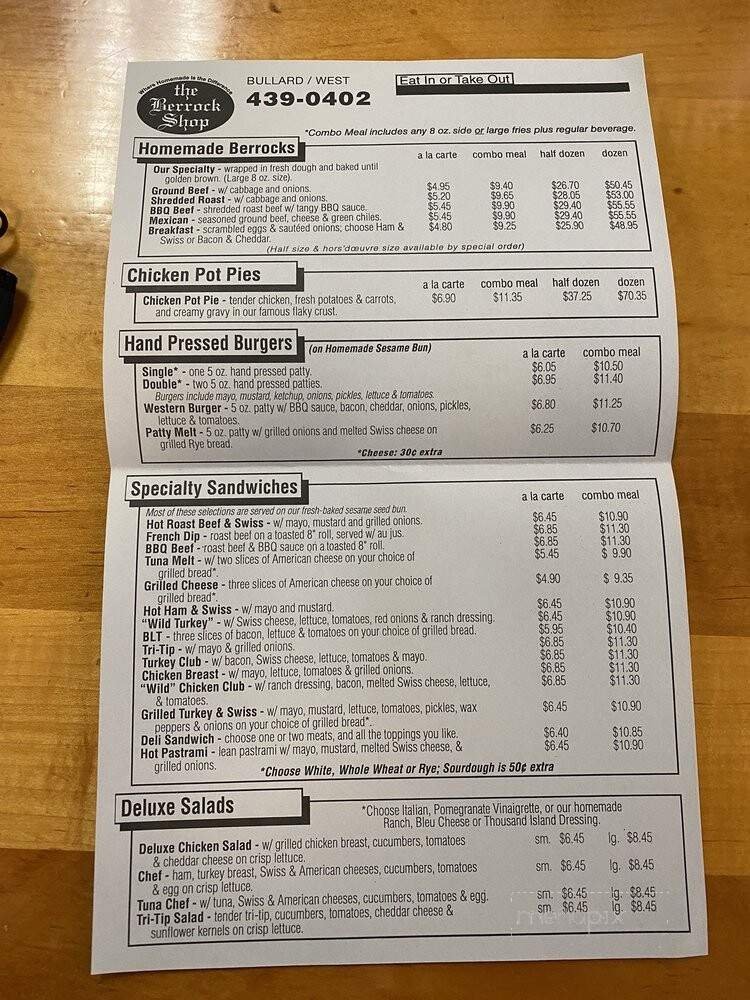 Where Homemade is the Difference
the
Berrock
Shop
BULLARD / WEST
439-0402
Eat In or Take Out
*Combo Meal includes any 8 oz. side or large fries plus regular beverage.
Homemade Berrocks a la carte combo meal half dozen dozen
Our Specialty - wrapped in fresh dough and baked until
golden brown. (Large 8 oz. size).
Ground Beef - w/ cabbage and onions. $4.95 $9.40 $26.70 $50.45
Shredded Roast - w/ cabbage and onions. $5.20 $9.65 $28.05 $53.00
BBQ Beef - shredded roast beef w/ tangy BBQ sauce. $5.45 $9.90 $29.40 $55.55
Mexican - seasoned ground beef, cheese & green chiles. $5.45 $9.90 $29.40 $55.55
Breakfast - scrambled eggs & sautéed onions; choose Ham & $4.80 $9.25 $25.90 $48.95
Swiss or Bacon & Cheddar.
(Half size & hors'dœuvre size available by special order)
Chicken Pot Pies a la carte combo meal half dozen dozen
Chicken Pot Pie - tender chicken, fresh potatoes & carrots, $6.90 $11.35 $37.25 $70.35
and creamy gravy in our famous flaky crust.
Hand Pressed Burgers (on Homemade Sesame Bun) a la carte combo meal
Single* - one 5 oz. hand pressed patty. $6.05 $10.50
Double* - two 5 oz. hand pressed patties. $6.95 $11.40
Burgers include mayo, mustard, ketchup, onions, pickles, lettuce & tomatoes.
Western Burger - 5 oz. patty w/ BBQ sauce, bacon, cheddar, onions, pickles, $6.80 $11.25
lettuce & tomatoes.
Patty Melt - 5 oz. patty w/ grilled onions and melted Swiss cheese on $6.25 $10.70
grilled Rye bread.
*Cheese: 30¢ extra
Specialty Sandwiches a la carte combo meal
Most of these selections are served on our fresh-baked sesame seed bun.
Hot Roast Beef & Swiss - w/ mayo, mustard and grilled onions. $6.45 $10.90
French Dip - roast beef on a toasted 8" roll, served w/ au jus. $6.85 $11.30
BBQ Beef - roast beef & BBQ sauce on a toasted 8" roll. $6.85 $11.30
Tuna Melt - w/ two slices of American cheese on your choice of $5.45 $ 9.90
grilled bread*.
Grilled Cheese - three slices of American cheese on your choice of $4.90 $ 9.35
grilled bread*.
Hot Ham & Swiss - w/ mayo and mustard. $6.45 $10.90
"Wild Turkey" - w/ Swiss cheese, lettuce, tomatoes, red onions & ranch dressing. $6.45 $10.90
BLT - three slices of bacon, lettuce & tomatoes on your choice of grilled bread. $5.95 $10.40
Tri-Tip - w/ mayo & grilled onions. $6.85 $11.30
Turkey Club - w/ bacon, Swiss cheese, lettuce, tomatoes & mayo. $6.85 $11.30
Chicken Breast - w/ mayo, lettuce, tomatoes & grilled onions. $6.85 $11.30
"Wild" Chicken Club - w/ ranch dressing, bacon, melted Swiss cheese, lettuce, $6.85 $11.30
& tomatoes.
Grilled Turkey & Swiss - w/ mayo, mustard, lettuce, tomatoes, pickles, wax $6.45 $10.90
peppers & onions on your choice of grilled bread*.
Deli Sandwich - choose one or two meats, and all the toppings you like. $6.40 $10.85
Hot Pastrami - lean pastrami w/ mayo, mustard, melted Swiss cheese, & $6.45 $10.90
grilled onions.
*Choose White, Whole Wheat or Rye; Sourdough is 50¢ extra
Deluxe Salads
*Choose Italian, Pomegranate Vinaigrette, or our homemade
Ranch, Bleu Cheese or Thousand Island Dressing.
Deluxe Chicken Salad - w/ grilled chicken breast, cucumbers, tomatoes sm. $6.45 lg. $8.45
& cheddar cheese on crisp lettuce.
Chef - ham, turkey breast, Swiss & American cheeses, cucumbers, tomatoes sm. $6.45 lg. $8.45
& egg on crisp lettuce.
Tuna Chef - w/ tuna, Swiss & American cheeses, cucumbers, tomatoes & egg. sm. $6.45 lg. $8.45
Tri-Tip Salad - tender tri-tip, cucumbers, tomatoes, cheddar cheese & sm. $6.45 lg. $8.45
sunflower kernels on crisp lettuce.